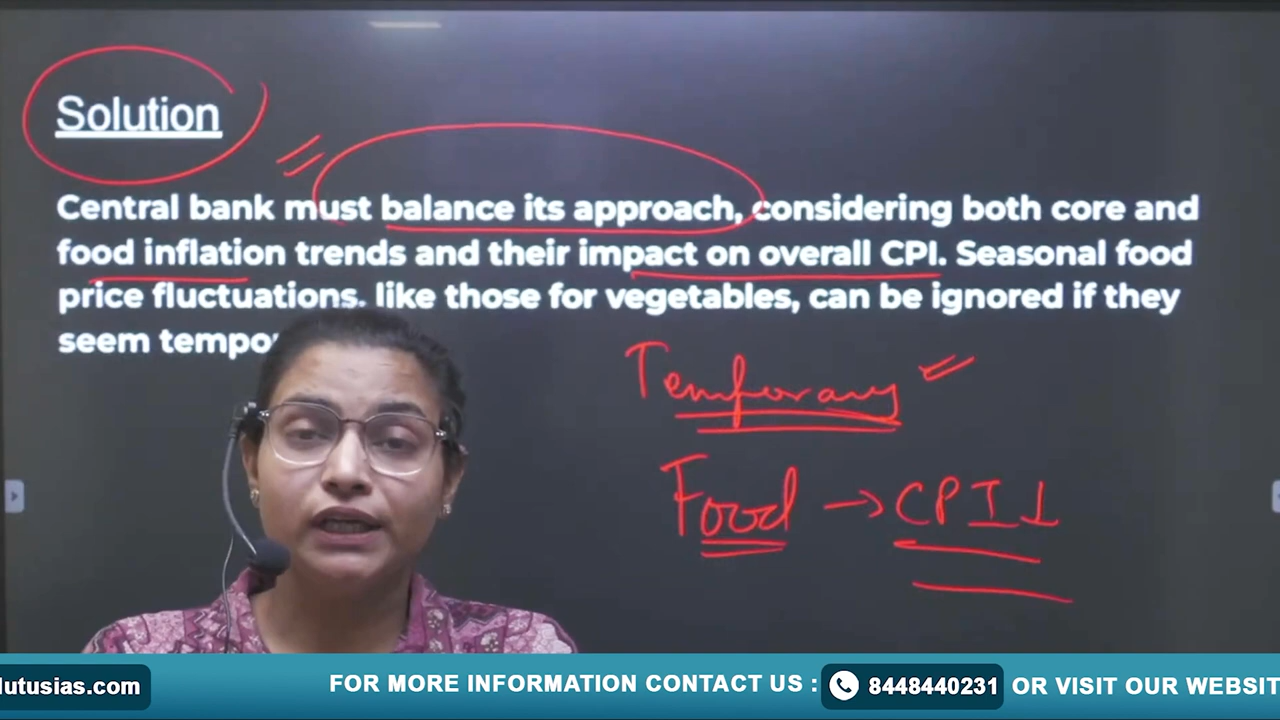 Solution
Central bank must balance its approach, considering both core and
food inflation trends and their impact on overall CPI. Seasonal food
price fluctuations, like those for vegetables, can be ignored if they
seem
Temporary
Food → CPI
lutusias.com
FOR MORE INFORMATION CONTACT US :
8448440231
OR VISIT OUR